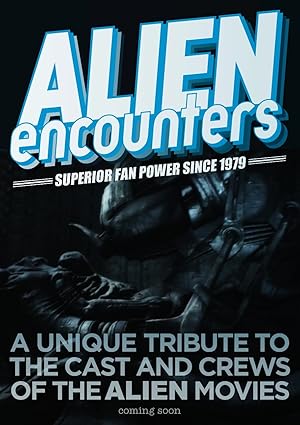 ALIEN
encounters
SUPERIOR FAN POWER SINCE 1979
A UNIQUE TRIBUTE TO
THE CAST AND CREWS
OF THE ALIEN MOVIES
coming soon